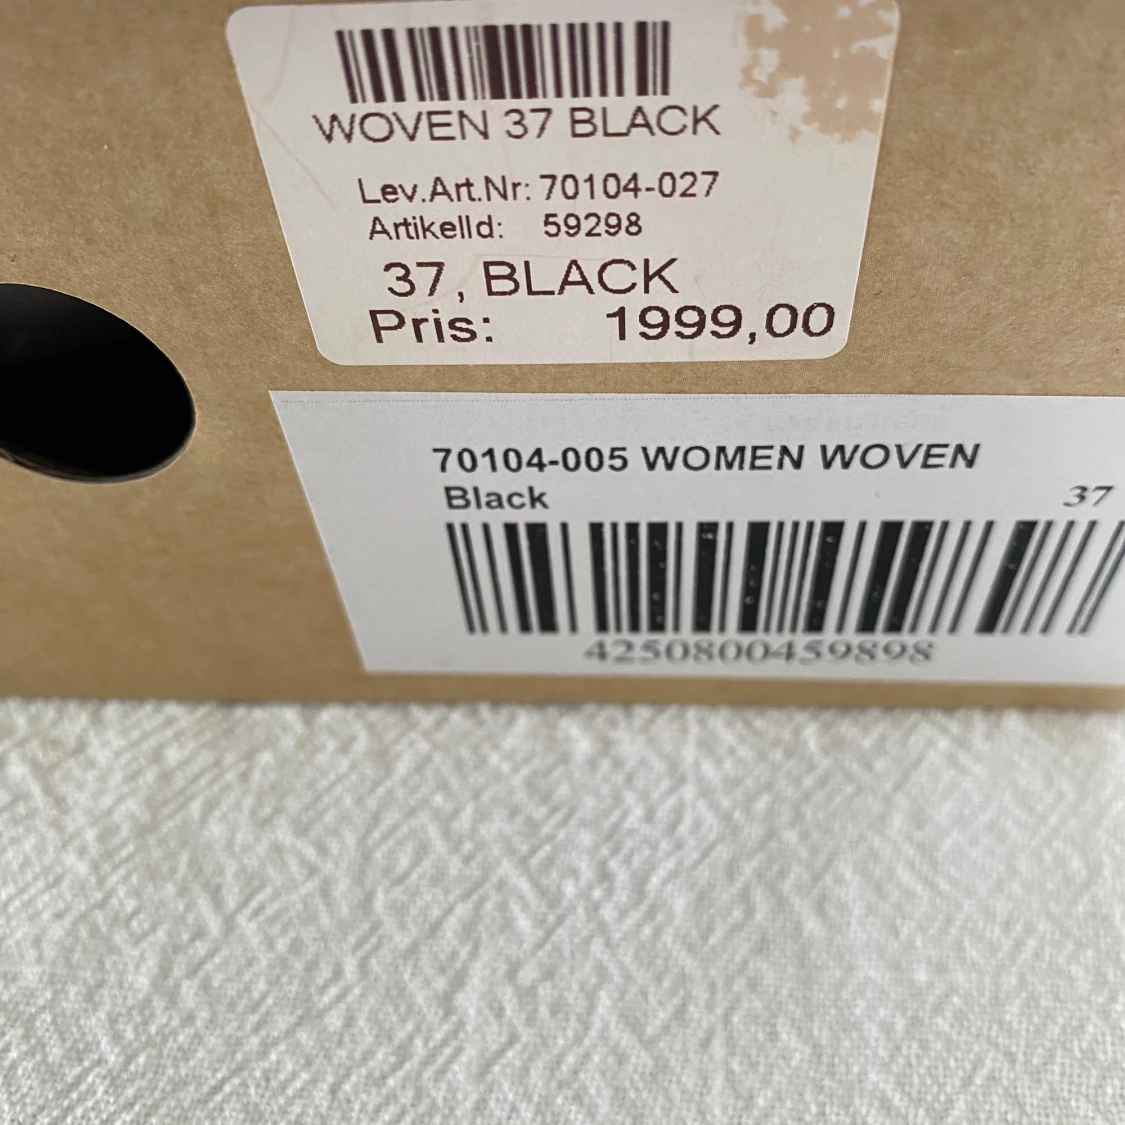 WOVEN 37 BLACK
Lev.Art.Nr: 70104-027
ArtikelId: 59298
37, BLACK
Pris: 1999,00
70104-005 WOMEN WOVEN
Black 37
4250800459898